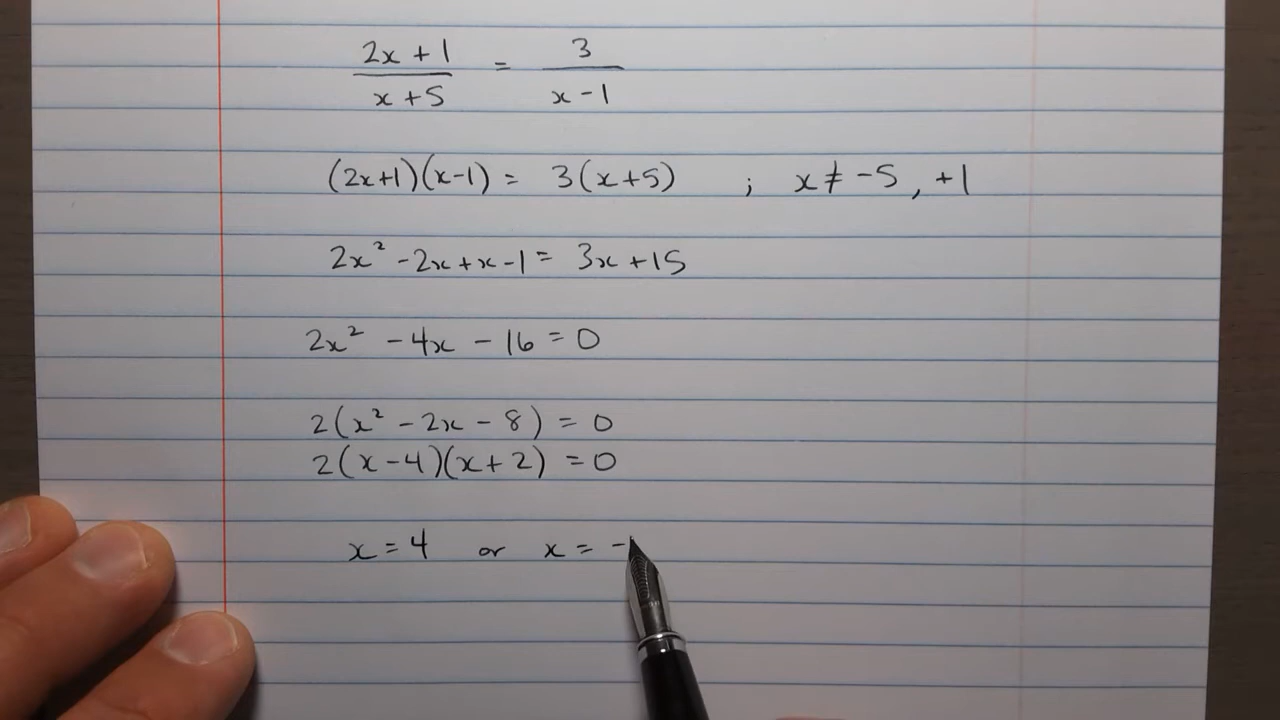 2x + 1 / x + 5 = 3 / x - 1
(2x+1)(x-1) = 3(x+5) ; x ≠ -5, +1
2x² - 2x + x - 1 = 3x + 15
2x² - 4x - 16 = 0
2(x² - 2x - 8) = 0
2(x - 4)(x + 2) = 0
x = 4 or x = -